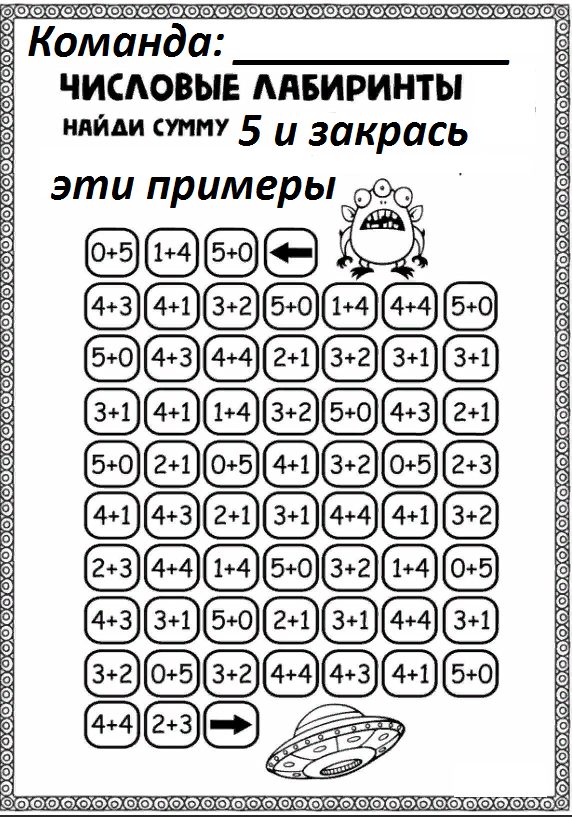 Команда: _____________
ЧИСЛОВЫЕ ЛАБИРИНТЫ
НАЙДИ СУММУ 5 и закрась
эти примеры
0+5 1+4 5+0
4+3 4+1 3+2 5+0 1+4 4+4 5+0
5+0 4+3 4+4 2+1 3+2 3+1 3+1
3+1 4+1 1+4 3+2 5+0 4+3 2+1
5+0 2+1 0+5 4+1 3+2 0+5 2+3
4+1 4+3 2+1 3+1 4+4 4+1 3+2
2+3 4+4 1+4 5+0 3+2 1+4 0+5
4+3 3+1 5+0 2+1 3+1 4+4 3+1
3+2 0+5 3+2 4+4 4+3 4+1 5+0
4+4 2+3